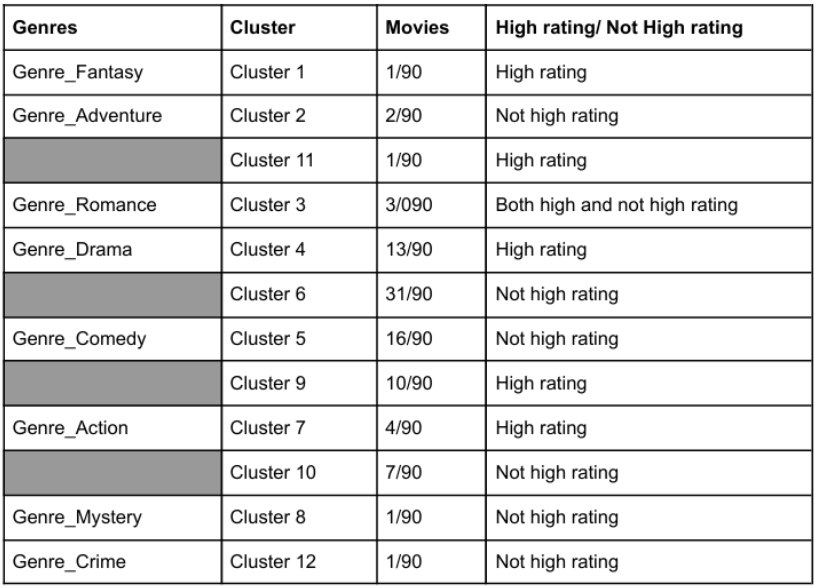 Genres Cluster Movies High rating/ Not High rating
Genre_Fantasy Cluster 1 1/90 High rating
Genre_Adventure Cluster 2 2/90 Not high rating
Cluster 11 1/90 High rating
Genre_Romance Cluster 3 3/090 Both high and not high rating
Genre_Drama Cluster 4 13/90 High rating
Cluster 6 31/90 Not high rating
Genre_Comedy Cluster 5 16/90 Not high rating
Cluster 9 10/90 High rating
Genre_Action Cluster 7 4/90 High rating
Cluster 10 7/90 Not high rating
Genre_Mystery Cluster 8 1/90 Not high rating
Genre_Crime Cluster 12 1/90 Not high rating